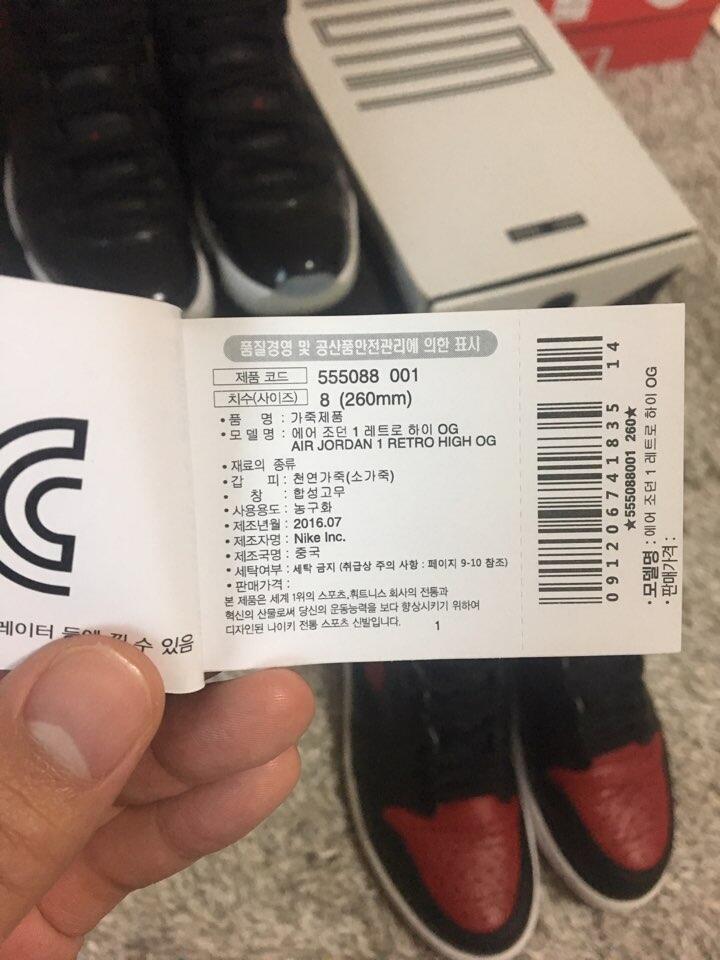 품질경영 및 공산품안전관리에 의한 표시
제품 코드 555088 001
치수(사이즈) 8 (260mm)
• 품 명 : 가죽제품
• 모 델 명 : 에어 조던 1 레트로 하이 OG
AIR JORDAN 1 RETRO HIGH OG
• 재료의 종류
• 갑 피 : 천연가죽(소가죽)
• 창 : 합성고무
• 사용용도 : 농구화
• 제조년월 : 2016.07
• 제조자명 : Nike Inc.
• 제조국명 : 중국
• 세탁여부 : 세탁 금지 (취급상 주의 사항 : 페이지 9-10 참조)
• 판매가격 :
본 제품은 세계 1위의 스포츠,휘트니스 회사의 전통과
혁신의 산물로써 당신의 운동능력을 보다 향상시키기 위하여
디자인된 나이키 전통 스포츠 신발입니다. 1
091206741835 14
★555088001 260★
• 모델명 : 에어 조던 1 레트로 하이 OG
• 판매가격 :
레이터 수 있음